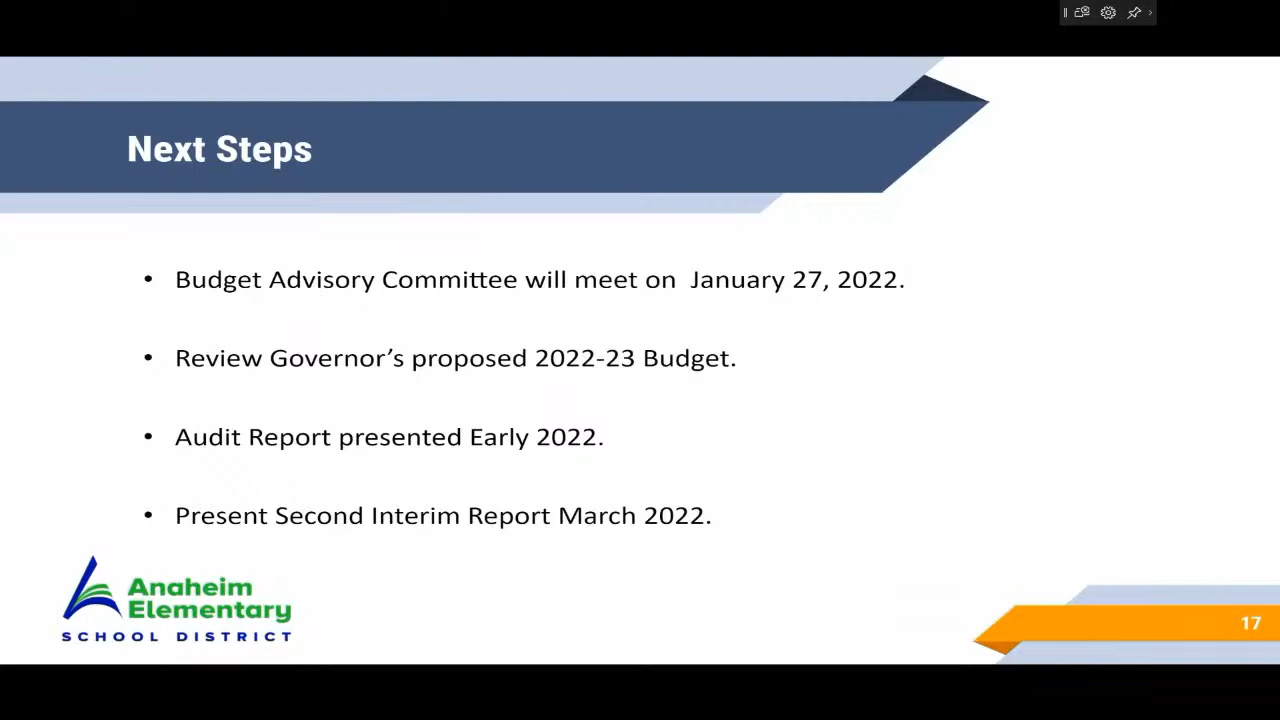 Next Steps
• Budget Advisory Committee will meet on  January 27, 2022.
• Review Governor’s proposed 2022-23 Budget.
• Audit Report presented Early 2022.
• Present Second Interim Report March 2022.
Anaheim
Elementary
SCHOOL DISTRICT
17